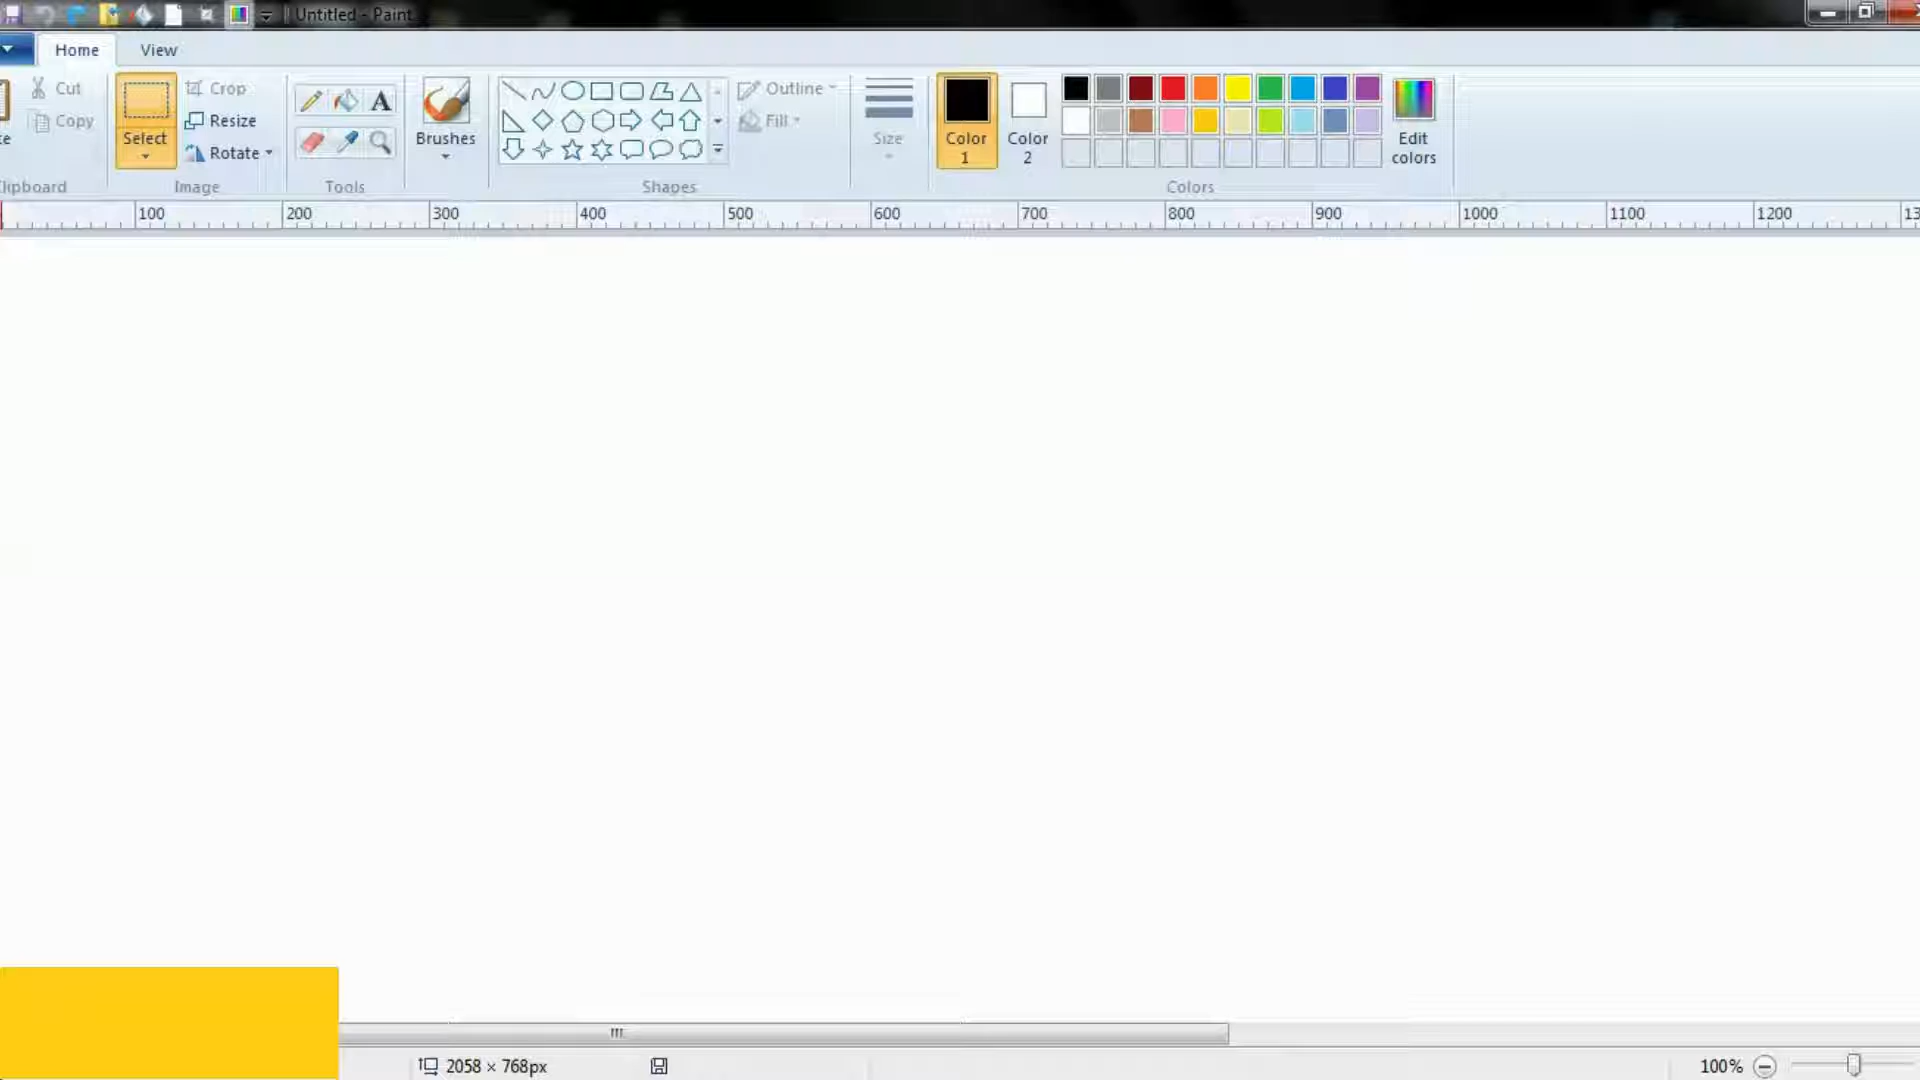 Untitled - Paint
Home View
Cut
Copy
Select
Crop
Resize
Rotate
A
Brushes
Outline
Fill
Size
Color 1
Color 2
Edit colors
Image Tools Shapes Colors
100 200 300 400 500 600 700 800 900 1000 1100 1200
2058 × 768px
100%